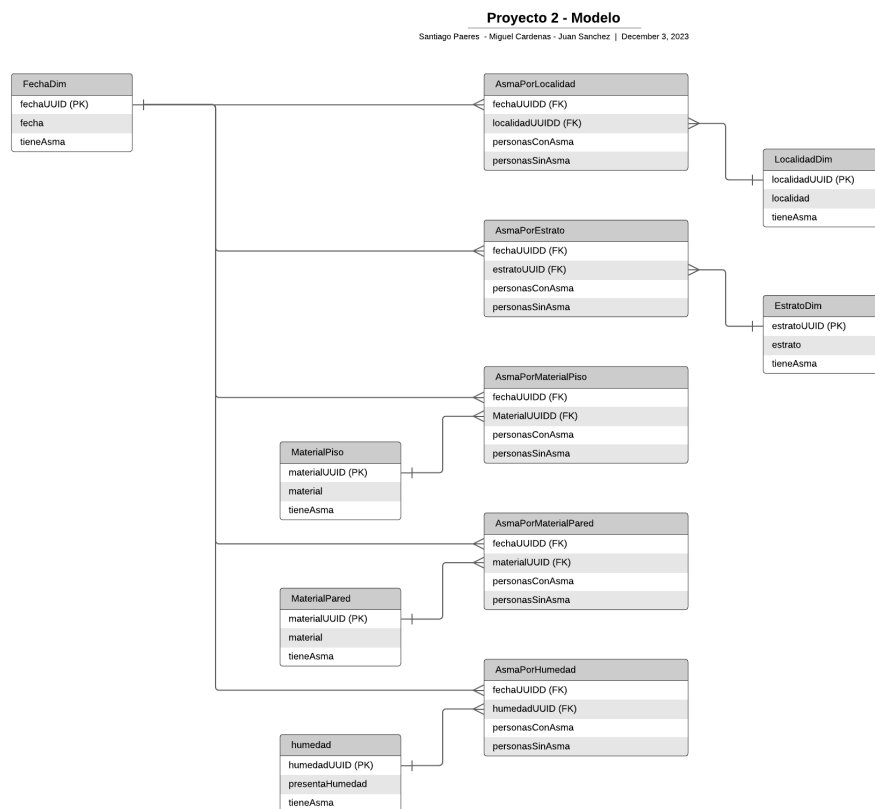 Proyecto 2 - Modelo
Santiago Paeres - Miguel Cardenas - Juan Sanchez | December 3, 2023
FechaDim
fechaUUID (PK)
fecha
tieneAsma
AsmaPorLocalidad
fechaUUIDD (FK)
localidadUUIDD (FK)
personasConAsma
personasSinAsma
LocalidadDim
localidadUUID (PK)
localidad
tieneAsma
AsmaPorEstrato
fechaUUIDD (FK)
estratoUUID (FK)
personasConAsma
personasSinAsma
EstratoDim
estratoUUID (PK)
estrato
tieneAsma
AsmaPorMaterialPiso
fechaUUIDD (FK)
MaterialUUIDD (FK)
personasConAsma
personasSinAsma
MaterialPiso
materialUUID (PK)
material
tieneAsma
AsmaPorMaterialPared
fechaUUIDD (FK)
materialUUID (FK)
personasConAsma
personasSinAsma
MaterialPared
materialUUID (PK)
material
tieneAsma
AsmaPorHumedad
fechaUUIDD (FK)
humedadUUID (FK)
personasConAsma
personasSinAsma
humedad
humedadUUID (PK)
presentaHumedad
tieneAsma